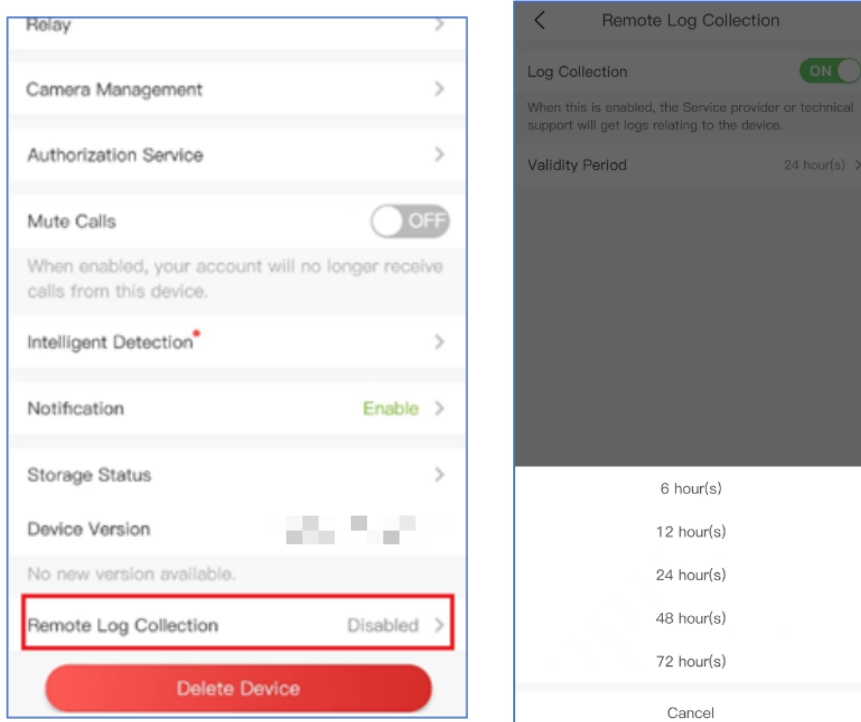 Relay
Camera Management
Authorization Service
Mute Calls
OFF
When enabled, your account will no longer receive
calls from this device.
Intelligent Detection
Notification
Enable
Storage Status
Device Version
No new version available.
Remote Log Collection
Disabled
Delete Device
Remote Log Collection
Log Collection
ON
When this is enabled, the Service provider or technical
support will get logs relating to the device.
Validity Period
24 hour(s)
6 hour(s)
12 hour(s)
24 hour(s)
48 hour(s)
72 hour(s)
Cancel